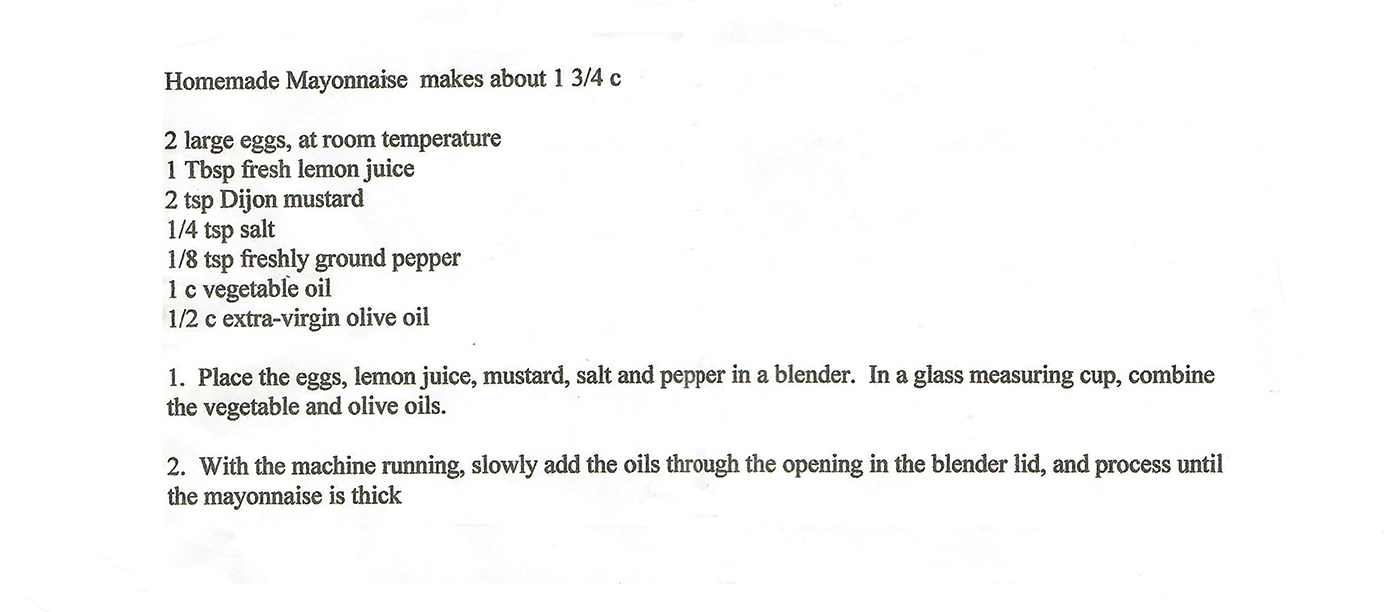 Homemade Mayonnaise makes about 1 3/4 c
2 large eggs, at room temperature
1 Tbsp fresh lemon juice
2 tsp Dijon mustard
1/4 tsp salt
1/8 tsp freshly ground pepper
1 c vegetable oil
1/2 c extra-virgin olive oil
1. Place the eggs, lemon juice, mustard, salt and pepper in a blender. In a glass measuring cup, combine
the vegetable and olive oils.
2. With the machine running, slowly add the oils through the opening in the blender lid, and process until
the mayonnaise is thick